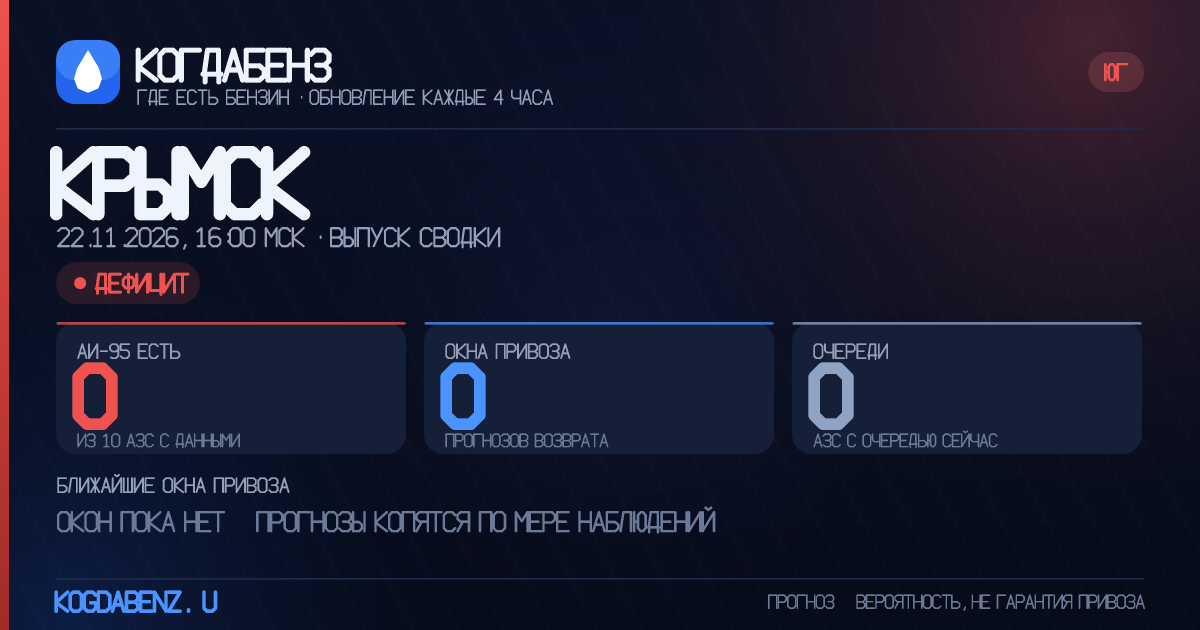 КОГДАБЕНЗ
ГДЕ ЕСТЬ БЕНЗИН · ОБНОВЛЕНИЕ КАЖДЫЕ 4 ЧАСА
ЮГ
КРЫМСК
22.11.2026, 16:00 МСК · ВЫПУСК СВОДКИ
ДЕФИЦИТ
АИ-95 ЕСТЬ
0
ИЗ 10 АЗС С ДАННЫМИ
ОКНА ПРИВОЗА
0
ПРОГНОЗОВ ВОЗВРАТА
ОЧЕРЕДИ
0
АЗС С ОЧЕРЕДЬЮ СЕЙЧАС
БЛИЖАЙШИЕ ОКНА ПРИВОЗА
ОКОН ПОКА НЕТ ПРОГНОЗЫ КОПЯТСЯ ПО МЕРЕ НАБЛЮДЕНИЙ
KOGDABENZ. U
ПРОГНОЗ ВЕРОЯТНОСТЬ, НЕ ГАРАНТИЯ ПРИВОЗА